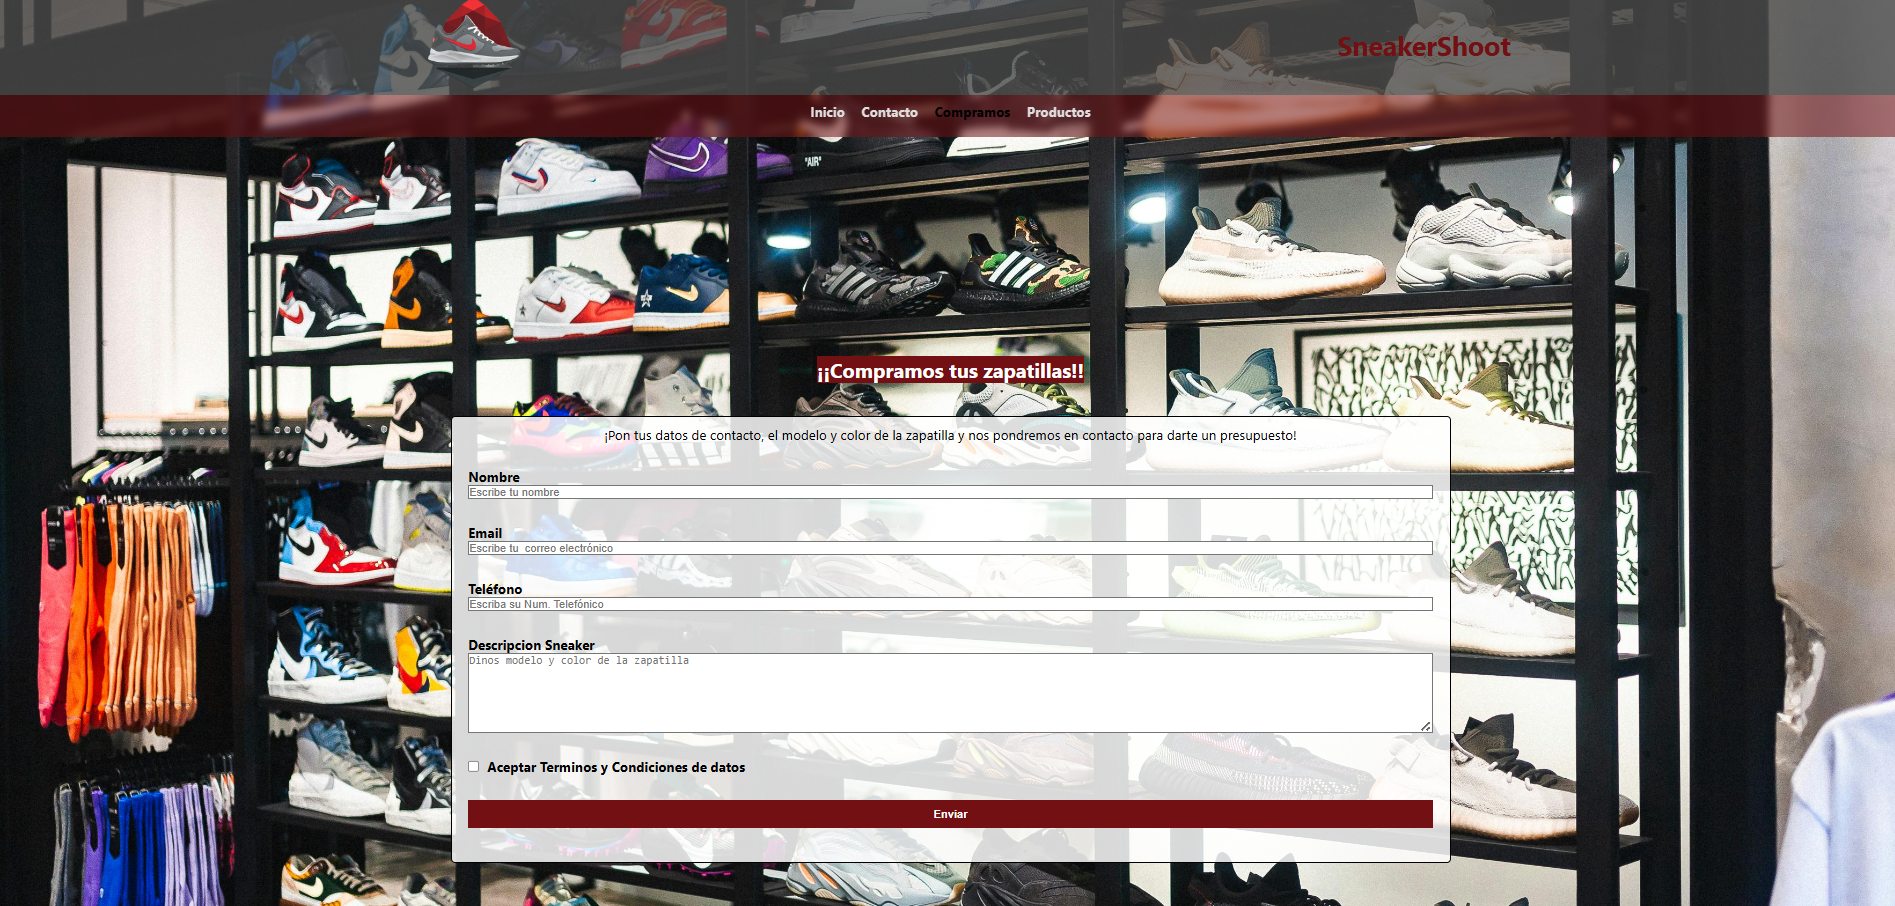 SneakerShoot
Inicio Contacto Compramos Productos
"AIR"
¡¡Compramos tus zapatillas!!
¡Pon tus datos de contacto, el modelo y color de la zapatilla y nos pondremos en contacto para darte un presupuesto!
Nombre
Escribe tu nombre
Email
Escribe tu  correo electrónico
Teléfono
Escriba su Num. Telefónico
Descripcion Sneaker
Dinos modelo y color de la zapatilla
Aceptar Terminos y Condiciones de datos
Enviar